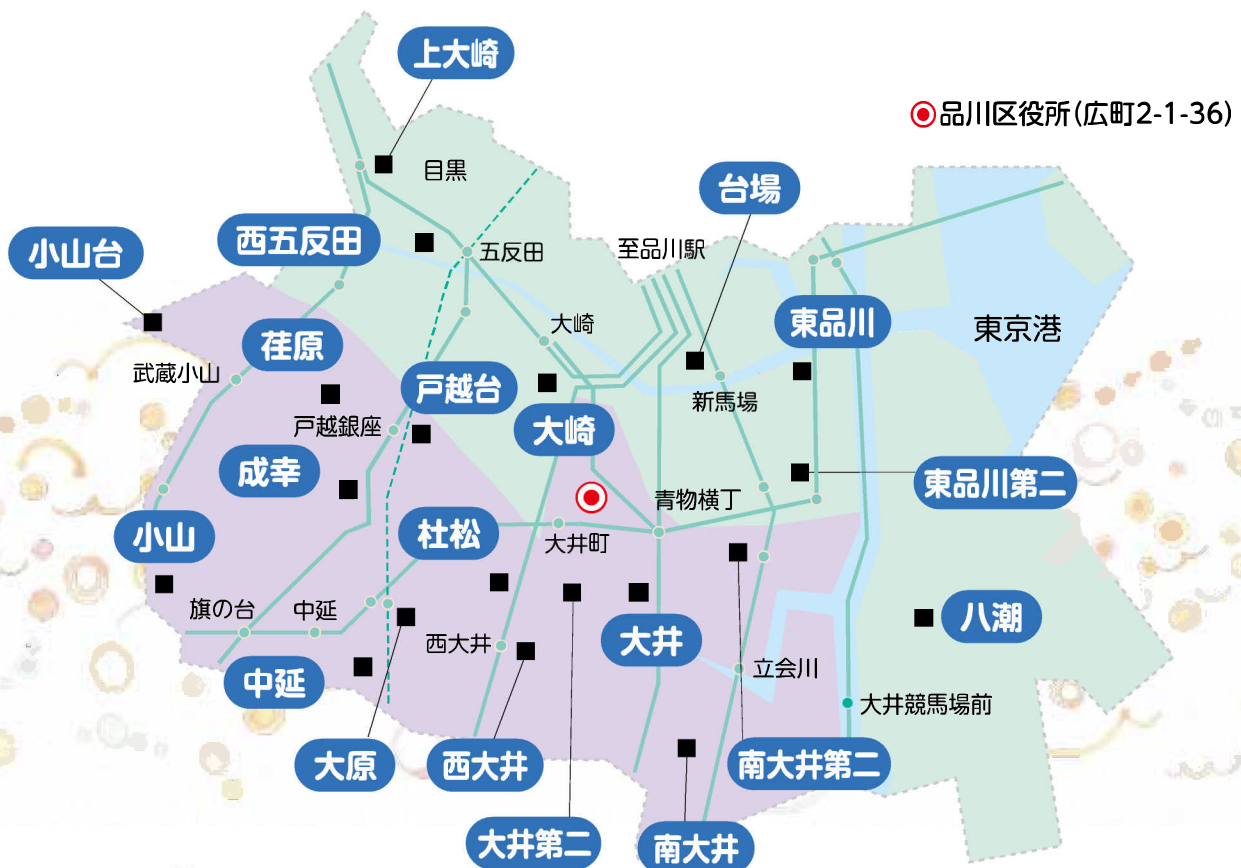 上大崎
品川区役所(広町2-1-36)
目黒
台場
西五反田
小山台
五反田
至品川駅
大崎
東品川
東京港
荏原
武蔵小山
戸越台
新馬場
戸越銀座
大崎
成幸
東品川第二
青物横丁
小山
杜松
大井町
旗の台
中延
八潮
西大井
大井
立会川
中延
大井競馬場前
大原
西大井
南大井第二
大井第二
南大井